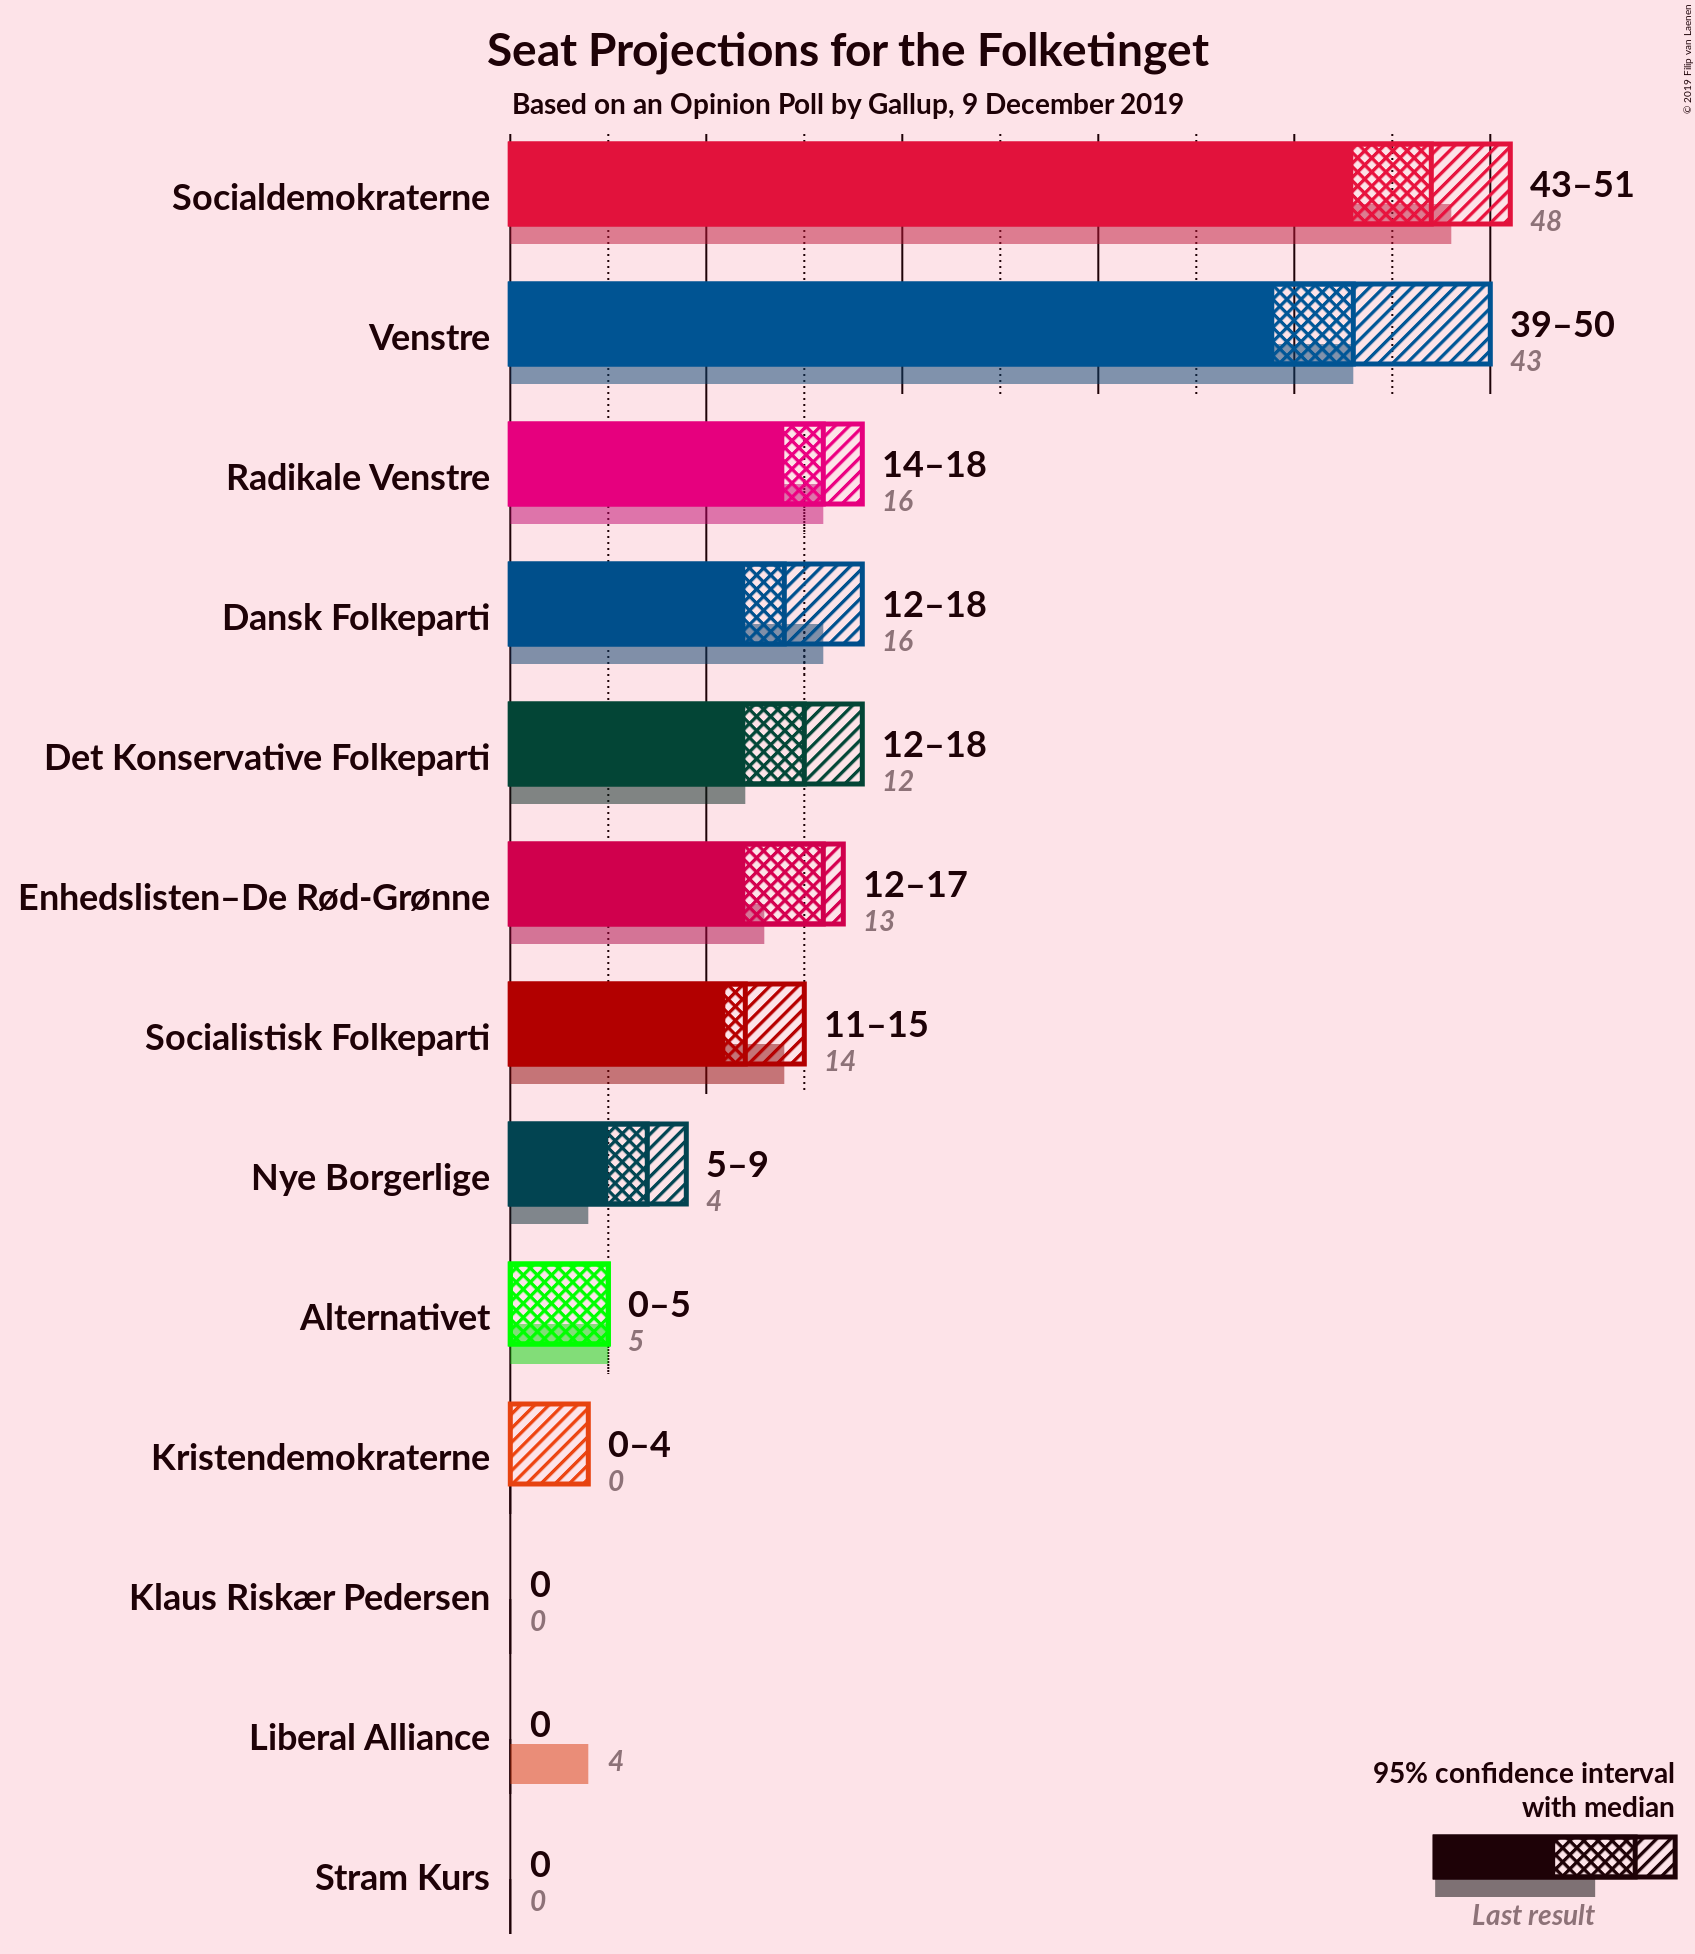 Seat Projections for the Folketinget
Based on an Opinion Poll by Gallup, 9 December 2019
© 2019 Filip van Laenen
Socialdemokraterne
43–51
48
Venstre
39–50
43
Radikale Venstre
14–18
16
Dansk Folkeparti
12–18
16
Det Konservative Folkeparti
12–18
12
Enhedslisten–De Rød-Grønne
12–17
13
Socialistisk Folkeparti
11–15
14
Nye Borgerlige
5–9
4
Alternativet
0–5
5
Kristendemokraterne
0–4
0
Klaus Riskær Pedersen
0
0
Liberal Alliance
0
4
Stram Kurs
0
0
95% confidence interval
with median
Last result